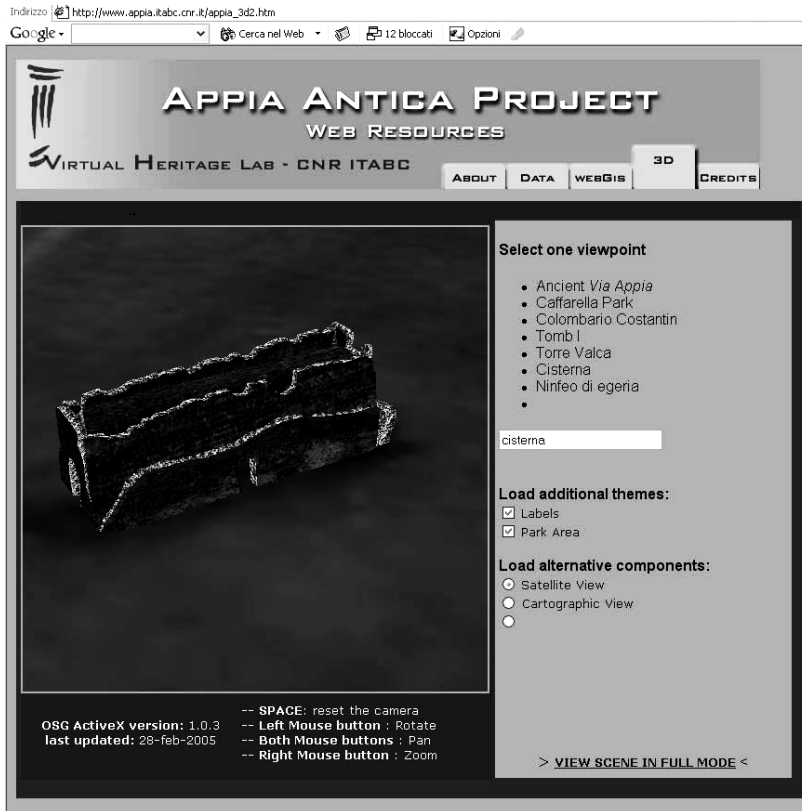 Indirizzo http://www.appia.itabc.cnr.it/appia_3d2.htm
Google Cerca nel Web 12 bloccati Opzioni
APPIA ANTICA PROJECT
WEB RESOURCES
VIRTUAL HERITAGE LAB - CNR ITABC
ABOUT DATA WEBGIS 3D CREDITS
Select one viewpoint
Ancient Via Appia
Caffarella Park
Colombario Costantin
Tomb I
Torre Valca
Cisterna
Ninfeo di egeria
cisterna
Load additional themes:
Labels
Park Area
Load alternative components:
Satellite View
Cartographic View
OSG ActiveX version: 1.0.3
last updated: 28-feb-2005
-- SPACE: reset the camera
-- Left Mouse button : Rotate
-- Both Mouse buttons : Pan
-- Right Mouse button : Zoom
> VIEW SCENE IN FULL MODE <